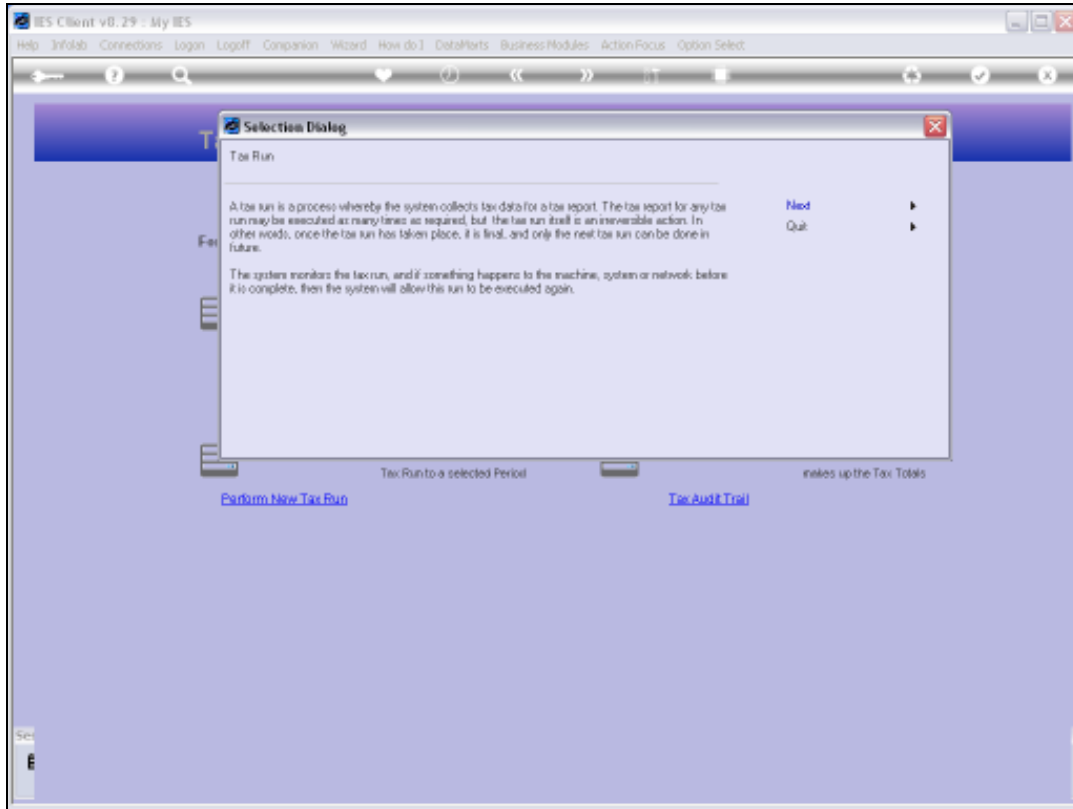 IES Client v8.29 : My IES
Help Infolab Connections Logon Logoff Companion Wizard How do I DataMarts Business Modules Action Focus Option Select
Selection Dialog
Tax Run
A tax run is a process whereby the system collects tax data for a tax report. The tax report for any tax
run may be executed as many times as required, but the tax run itself is an irreversible action. In
other words, once the tax run has taken place, it is final, and only the next tax run can be done in
future.
The system monitors the tax run, and if something happens to the machine, system or network before
it is complete, then the system will allow this run to be executed again.
Next
Quit
Tax Run to a selected Period
makes up the Tax Totals
Perform New Tax Run
Tax Audit Trail